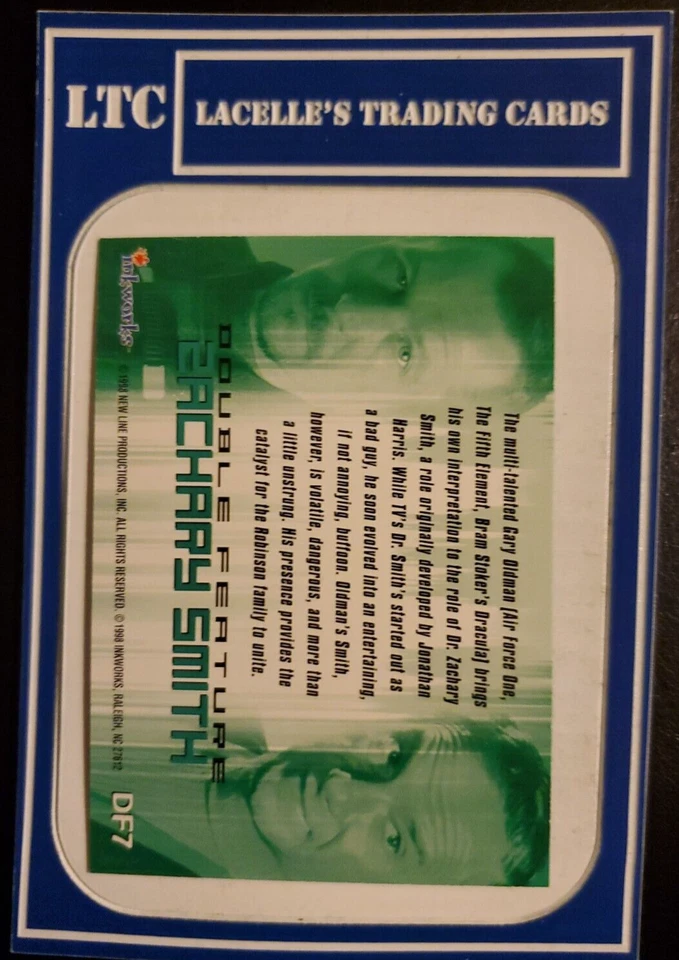 LTC
LACELLE'S TRADING CARDS
The multi-talented Gary Oldman (Air Force One,
The Fifth Element, Bram Stoker's Dracula) brings
his own interpretation to the role of Dr. Zachary
Smith, a role originally developed by Jonathan
Harris. While TV's Dr. Smith's started out as
a bad guy, he soon evolved into an entertaining,
if not annoying, buffoon. Oldman's Smith,
however, is volatile, dangerous, and more than
a little unstrong. His presence provides the
catalyst for the Robinson family to unite.
DOUBLE FEATURE
ZACHARY SMITH
inkworks™
©1998 NEW LINE PRODUCTIONS, INC. ALL RIGHTS RESERVED. ©1998 INKWORKS, RALEIGH, NC 27612
DF7